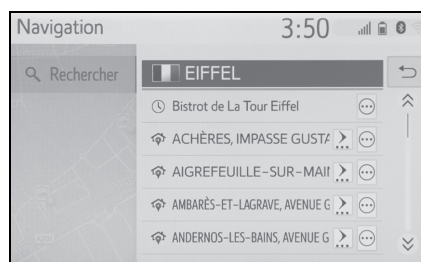 Navigation 3:50
Rechercher
EIFFEL
Bistrot de La Tour Eiffel
ACHÈRES, IMPASSE GUSTA
AIGREFEUILLE-SUR-MAI
AMBARÈS-ET-LAGRAVE, AVENUE G
ANDERNOS-LES-BAINS, AVENUE G